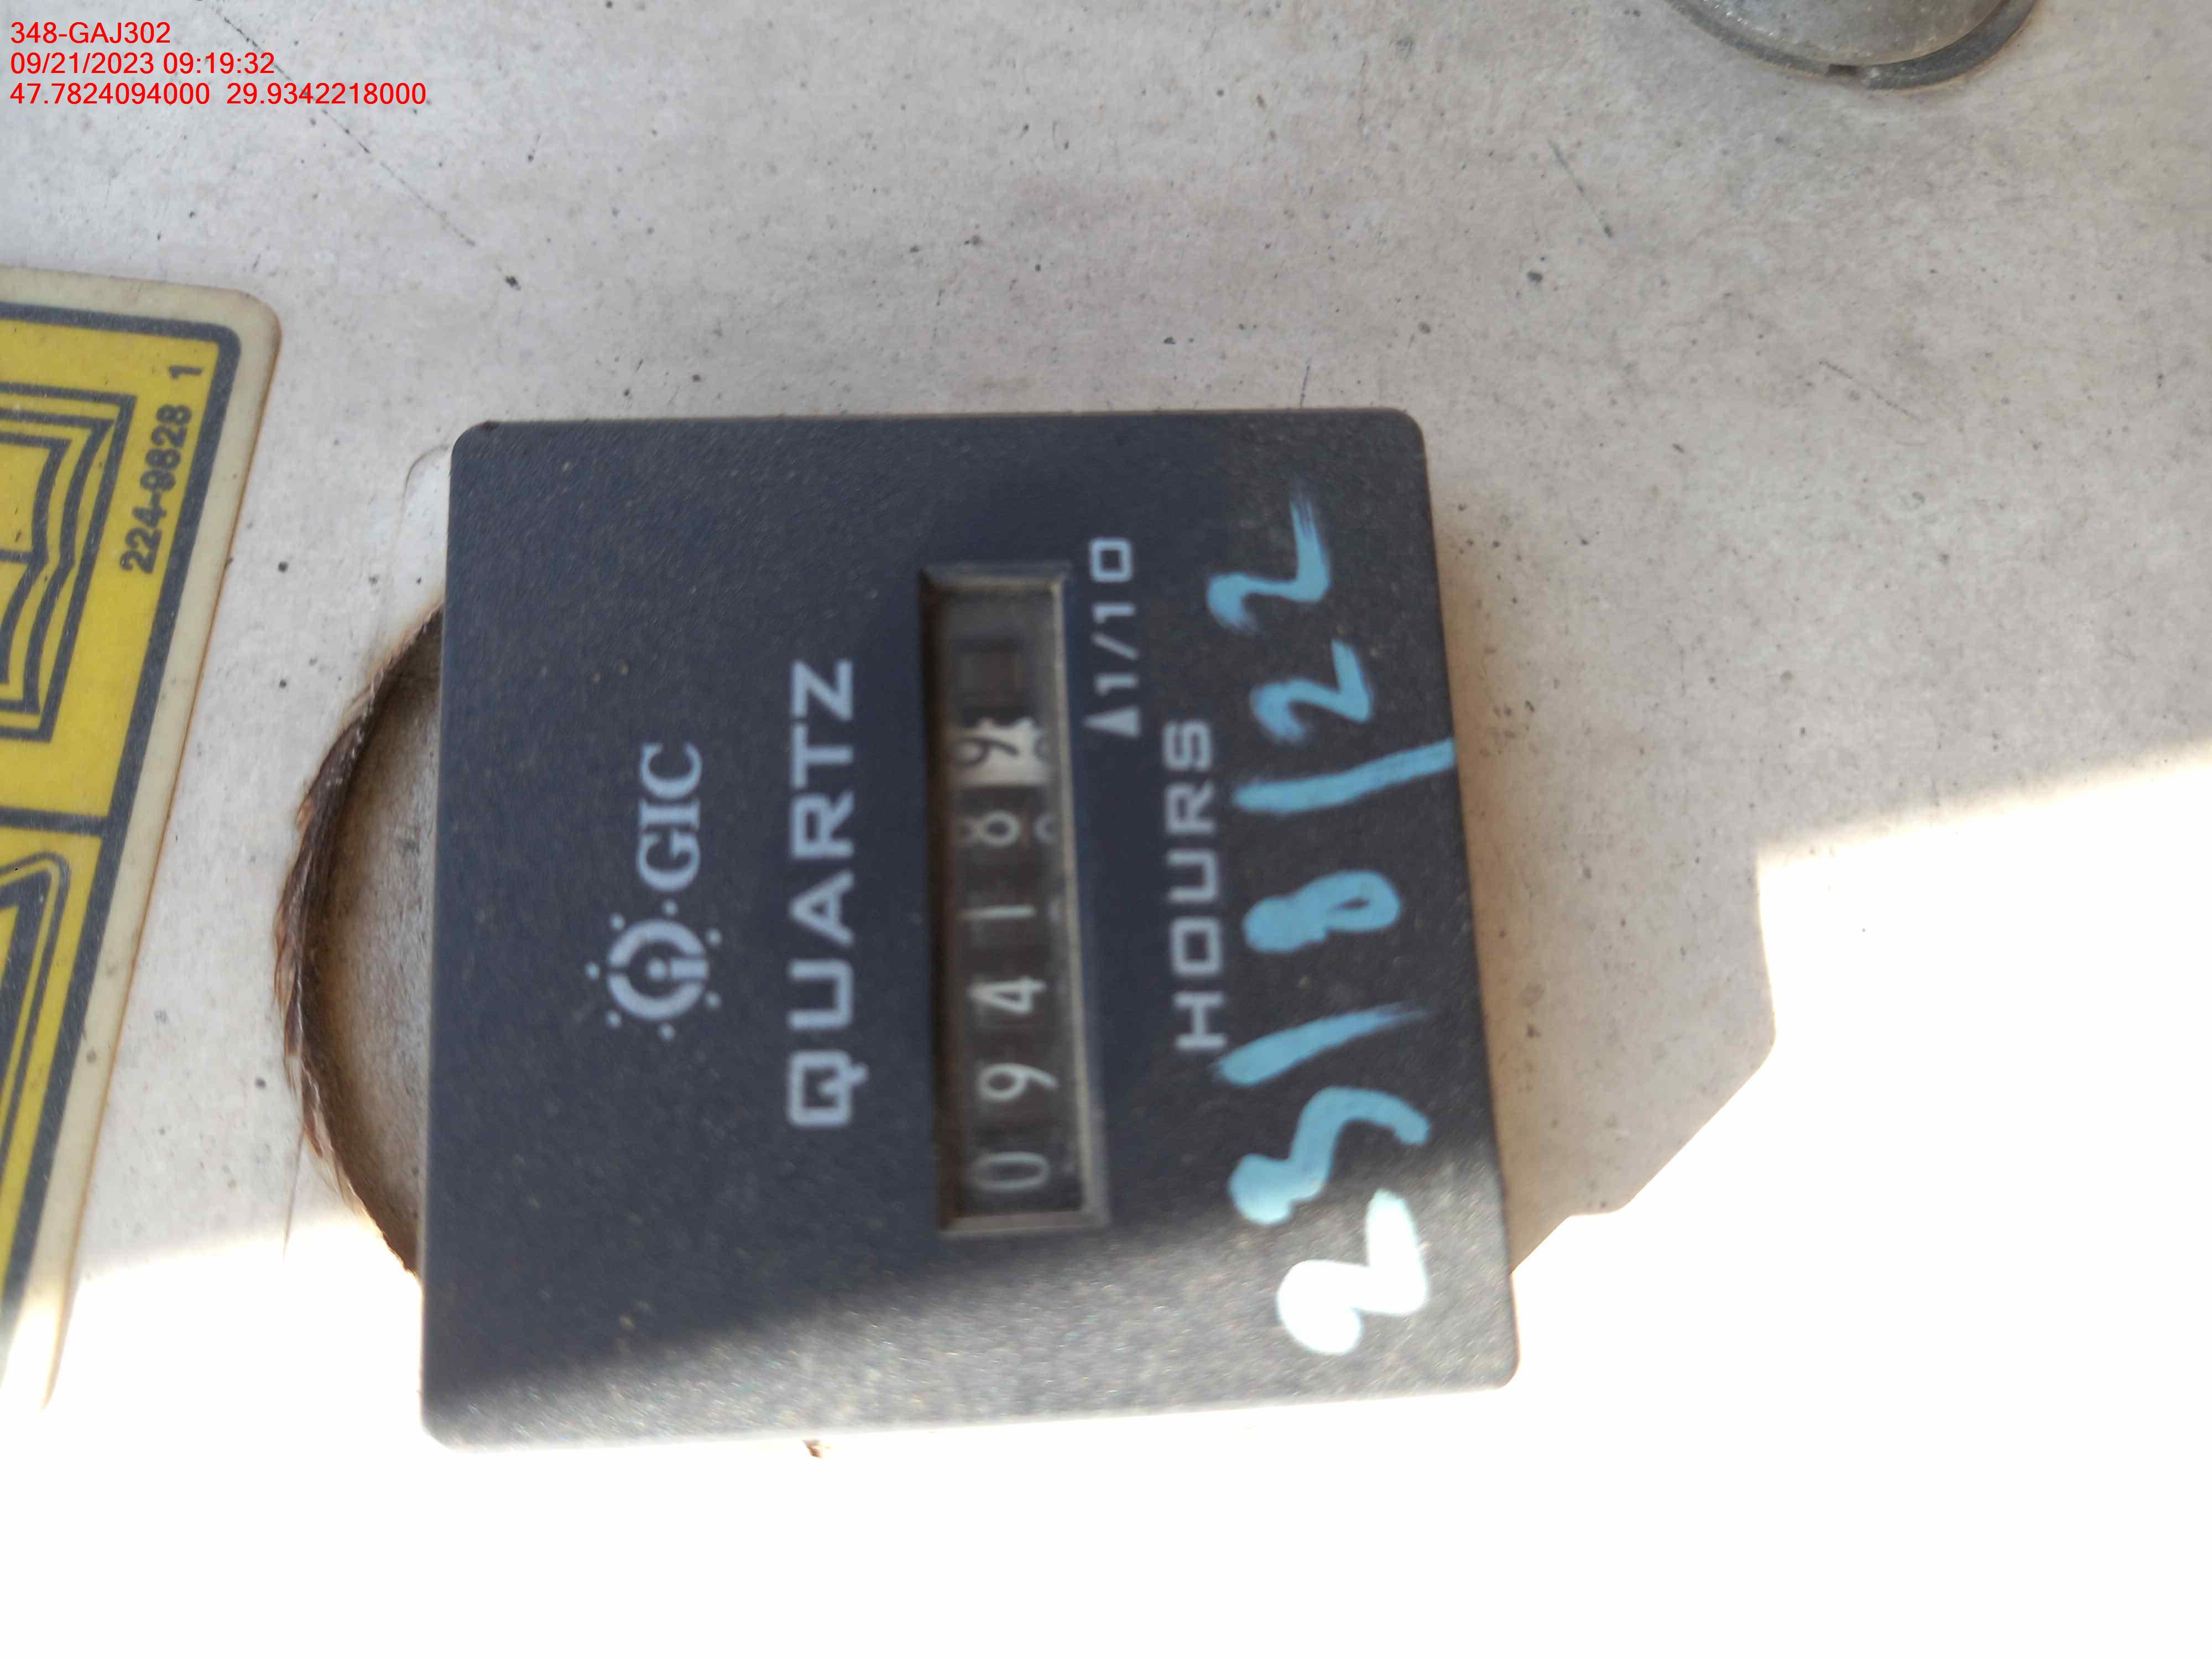 348-GAJ302
09/21/2023 09:19:32
47.7824094000 29.9342218000
224-9828 1
GIC
QUARTZ
094189
▲1/10
HOURS
23/8/22